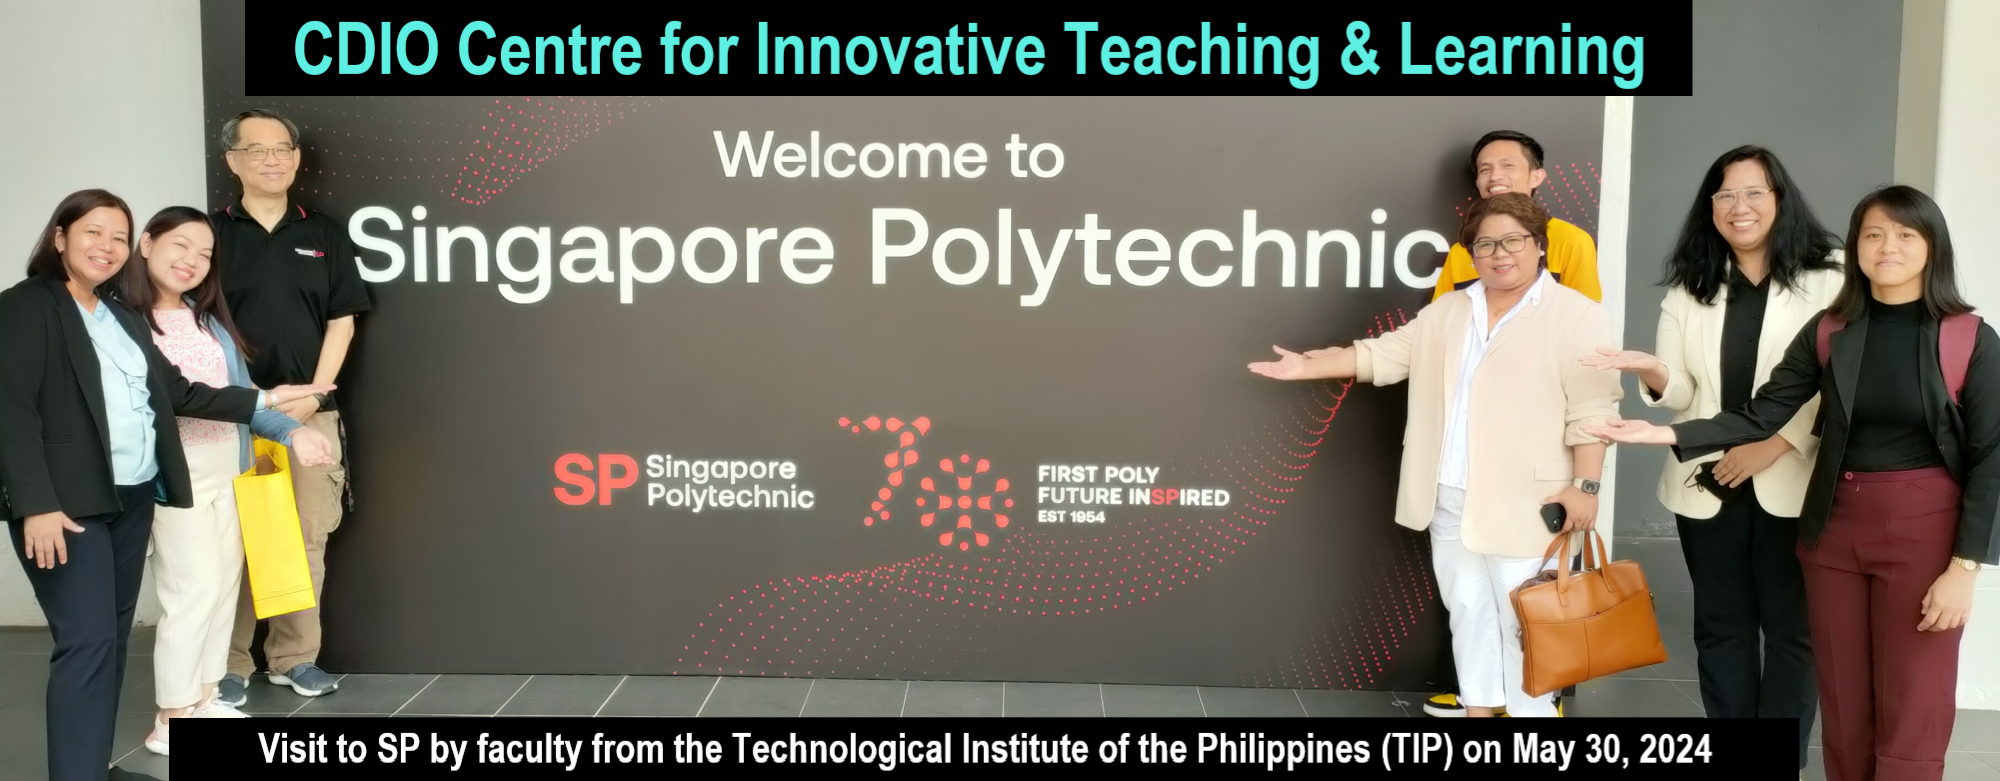 CDIO Centre for Innovative Teaching & Learning
Welcome to
Singapore Polytechnic
SP Singapore
Polytechnic
70
FIRST POLY
FUTURE INSPIRED
EST 1954
Visit to SP by faculty from the Technological Institute of the Philippines (TIP) on May 30, 2024